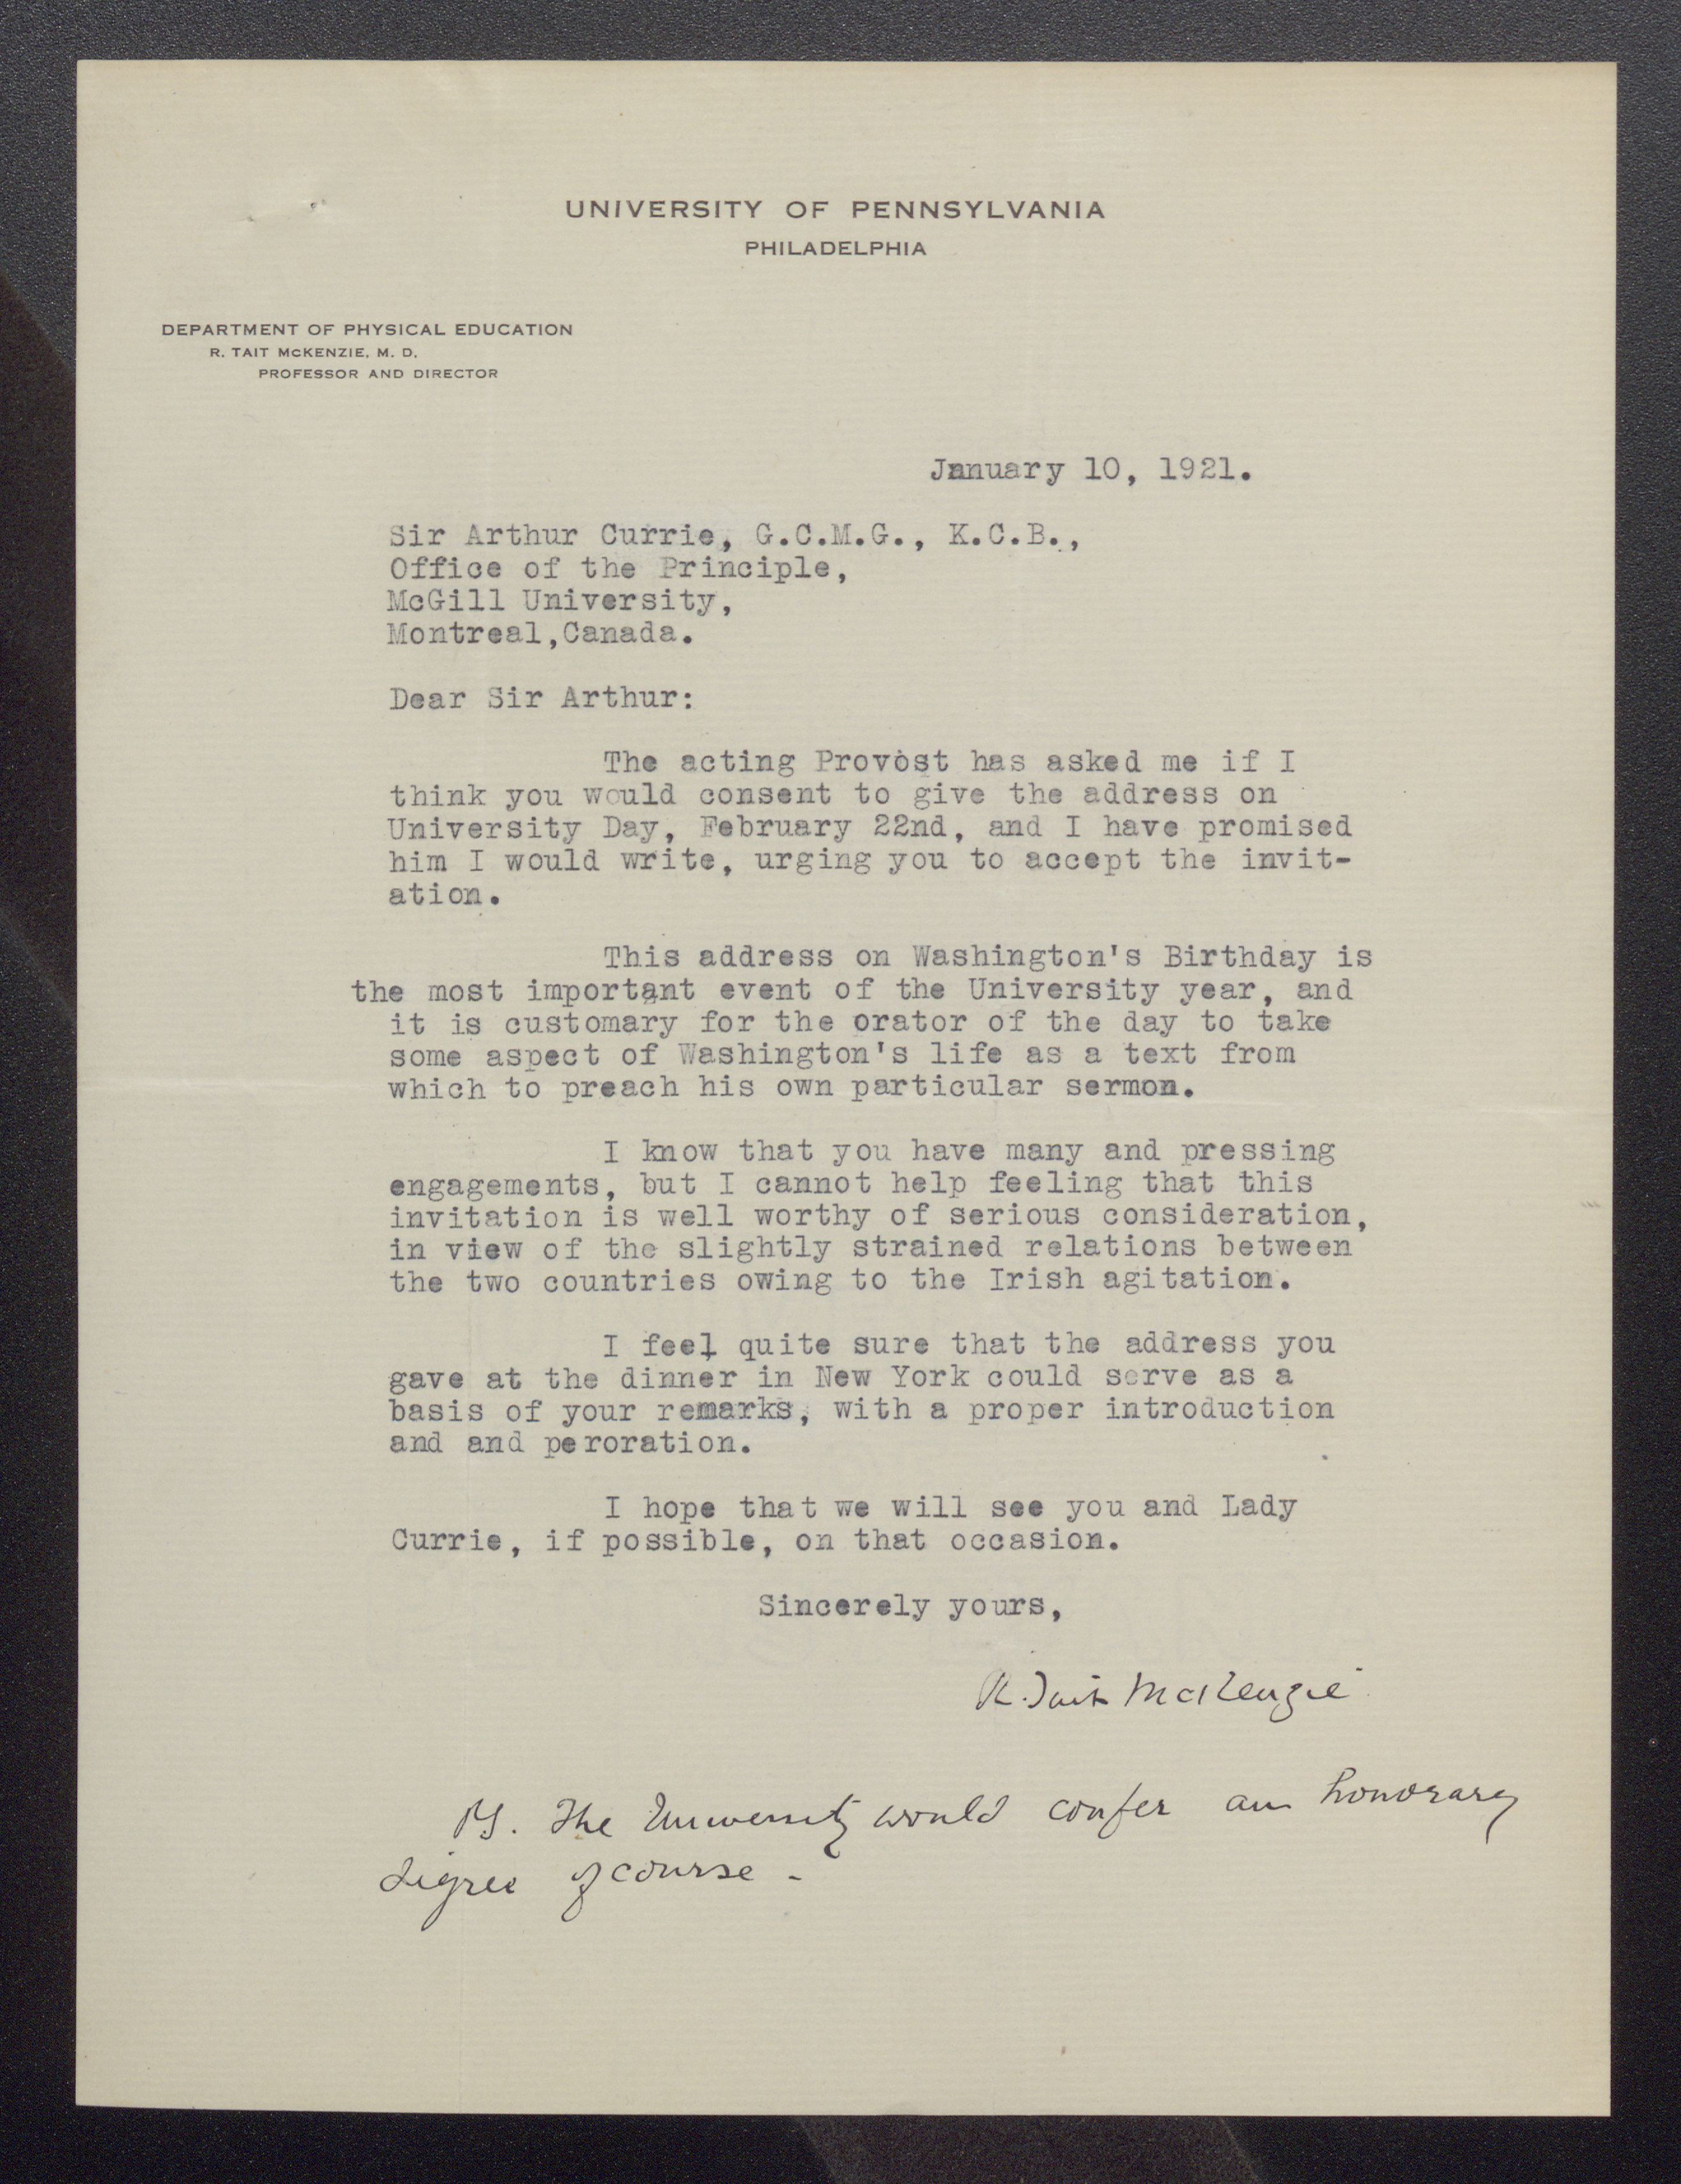 UNIVERSITY OF PENNSYLVANIA
PHILADELPHIA
DEPARTMENT OF PHYSICAL EDUCATION
R. TAIT McKENZIE, M. D.
PROFESSOR AND DIRECTOR
January 10, 1921.
Sir Arthur Currie, G.C.M.G., K.C.B.,
Office of the Principle,
McGill University,
Montreal,Canada.
Dear Sir Arthur:
The acting Provost has asked me if I
think you would consent to give the address on
University Day, February 22nd, and I have promised
him I would write, urging you to accept the invit-
ation.
This address on Washington's Birthday is
the most important event of the University year, and
it is customary for the orator of the day to take
some aspect of Washington's life as a text from
which to preach his own particular sermon.
I know that you have many and pressing
engagements, but I cannot help feeling that this
invitation is well worthy of serious consideration,
in view of the slightly strained relations between
the two countries owing to the Irish agitation.
I feel quite sure that the address you
gave at the dinner in New York could serve as a
basis of your remarks, with a proper introduction
and and peroration.
I hope that we will see you and Lady
Currie, if possible, on that occasion.
Sincerely yours,
R. Tait McKenzie
PS. The University would confer an honorary
degree of course -